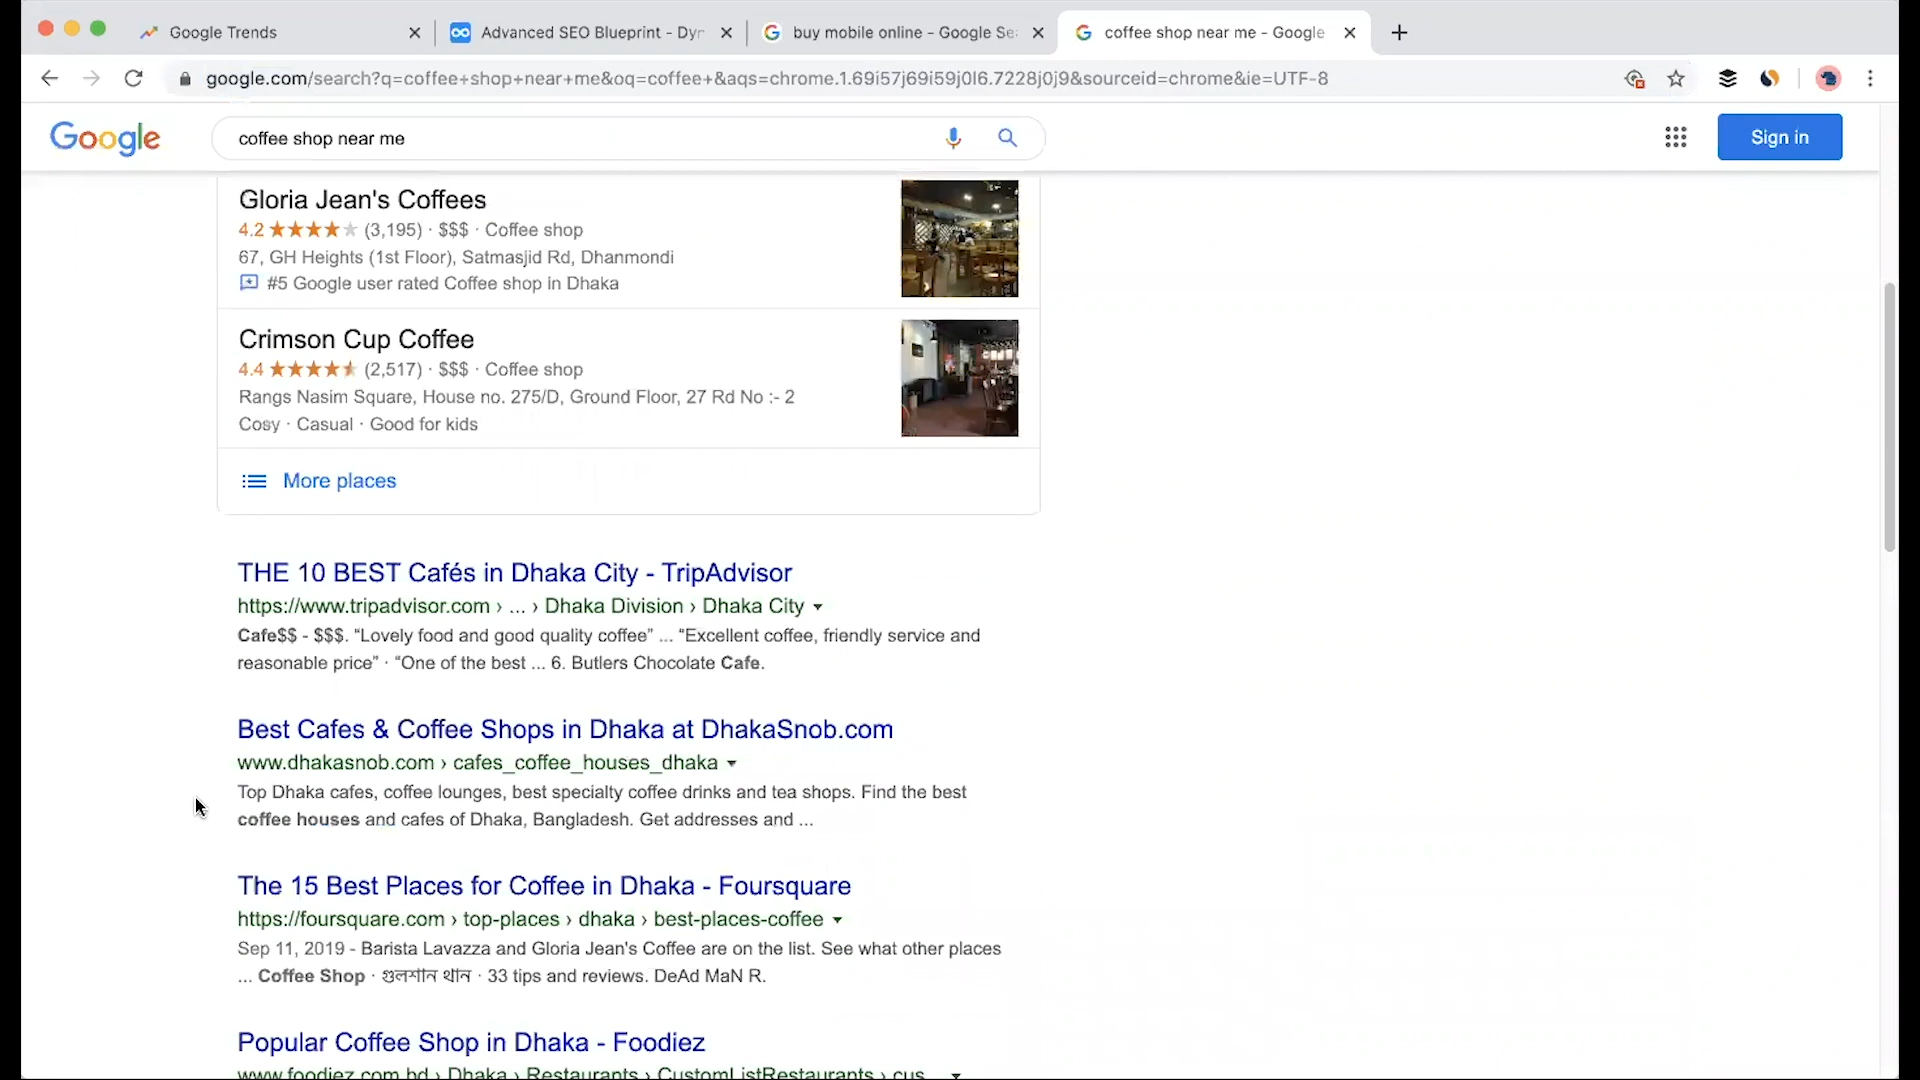 Google Trends
Advanced SEO Blueprint - Dyn
buy mobile online - Google Se
coffee shop near me - Google
google.com/search?q=coffee+shop+near+me&oq=coffee+&aqs=chrome.1.69i57j69i59j0l6.7228j0j9&sourceid=chrome&ie=UTF-8
Google
coffee shop near me
Sign in
Gloria Jean's Coffees
4.2 (3,195) · $$$ · Coffee shop
67, GH Heights (1st Floor), Satmasjid Rd, Dhanmondi
#5 Google user rated Coffee shop in Dhaka
Crimson Cup Coffee
4.4 (2,517) · $$$ · Coffee shop
Rangs Nasim Square, House no. 275/D, Ground Floor, 27 Rd No :- 2
Cosy · Casual · Good for kids
More places
THE 10 BEST Cafés in Dhaka City - TripAdvisor
https://www.tripadvisor.com › ... › Dhaka Division › Dhaka City
Cafe$$ - $$$. “Lovely food and good quality coffee” ... “Excellent coffee, friendly service and
reasonable price” · “One of the best ... 6. Butlers Chocolate Cafe.
Best Cafes & Coffee Shops in Dhaka at DhakaSnob.com
www.dhakasnob.com › cafes_coffee_houses_dhaka
Top Dhaka cafes, coffee lounges, best specialty coffee drinks and tea shops. Find the best
coffee houses and cafes of Dhaka, Bangladesh. Get addresses and ...
The 15 Best Places for Coffee in Dhaka - Foursquare
https://foursquare.com › top-places › dhaka › best-places-coffee
Sep 11, 2019 - Barista Lavazza and Gloria Jean's Coffee are on the list. See what other places
... Coffee Shop · গুলশান থান · 33 tips and reviews. DeAd MaN R.
Popular Coffee Shop in Dhaka - Foodiez
www.foodiez.com.bd › Dhaka › Restaurants › CustomListRestaurants › cus...